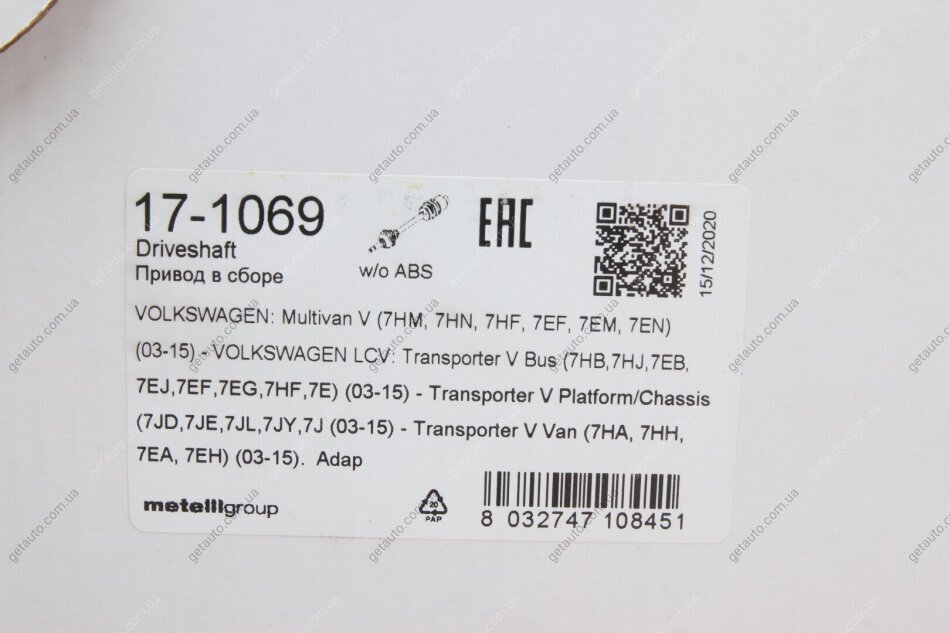 17-1069
Driveshaft
Привод в сборе
w/o ABS
EAC
15/12/2020
VOLKSWAGEN: Multivan V (7HM, 7HN, 7HF, 7EF, 7EM, 7EN)
(03-15) - VOLKSWAGEN LCV: Transporter V Bus (7HB,7HJ,7EB,
7EJ,7EF,7EG,7HF,7E) (03-15) - Transporter V Platform/Chassis
(7JD,7JE,7JL,7JY,7J (03-15) - Transporter V Van (7HA, 7HH,
7EA, 7EH) (03-15). Adap
metelligroup
20
PAP
8 032747 108451
getauto.com.ua